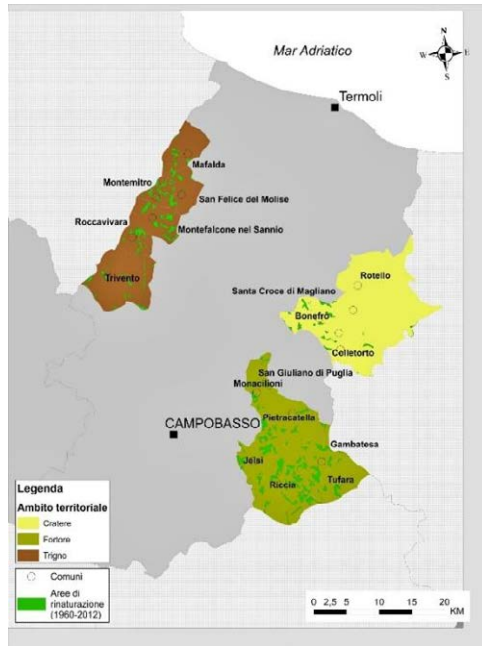 Mar Adriatico
N
W E
S
Termoli
Mafalda
Montemitro
San Felice del Molise
Roccavivara
Montefalcone nel Sannio
Trivento
Rotello
Santa Croce di Magliano
Bonefro
Colletorto
San Giuliano di Puglia
Monacilioni
Pietracatella
CAMPOBASSO
Gambatesa
Jelsi
Riccia
Tufara
Legenda
Ambito territoriale
Cratere
Fortore
Trigno
Comuni
Aree di
rinaturazione
(1960-2012)
0 2,5 5 10 15 20
KM